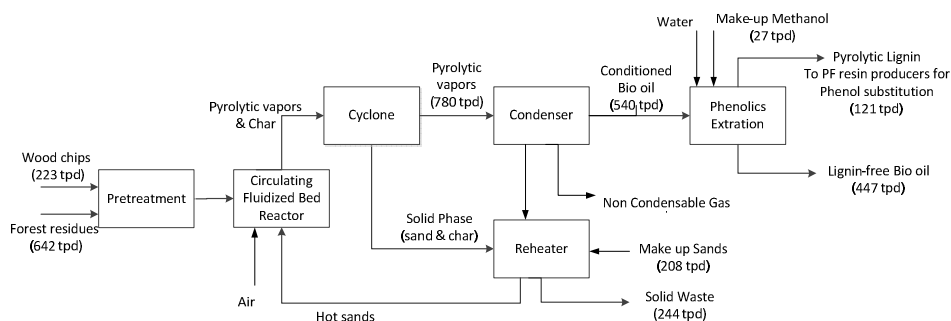 Water
Make-up Methanol
(27 tpd)
Pyrolytic
vapors
(780 tpd)
Conditioned
Bio oil
(540 tpd)
Pyrolytic Lignin
To PF resin producers for
Phenol substitution
(121 tpd)
Pyrolytic vapors
& Char
Cyclone
Condenser
Phenolics
Extration
Wood chips
(223 tpd)
Pretreatment
Circulating
Fluidized Bed
Reactor
Lignin-free Bio oil
(447 tpd)
Non Condensable Gas
Forest residues
(642 tpd)
Solid Phase
(sand & char)
Reheater
Make up Sands
(208 tpd)
Air
Hot sands
Solid Waste
(244 tpd)